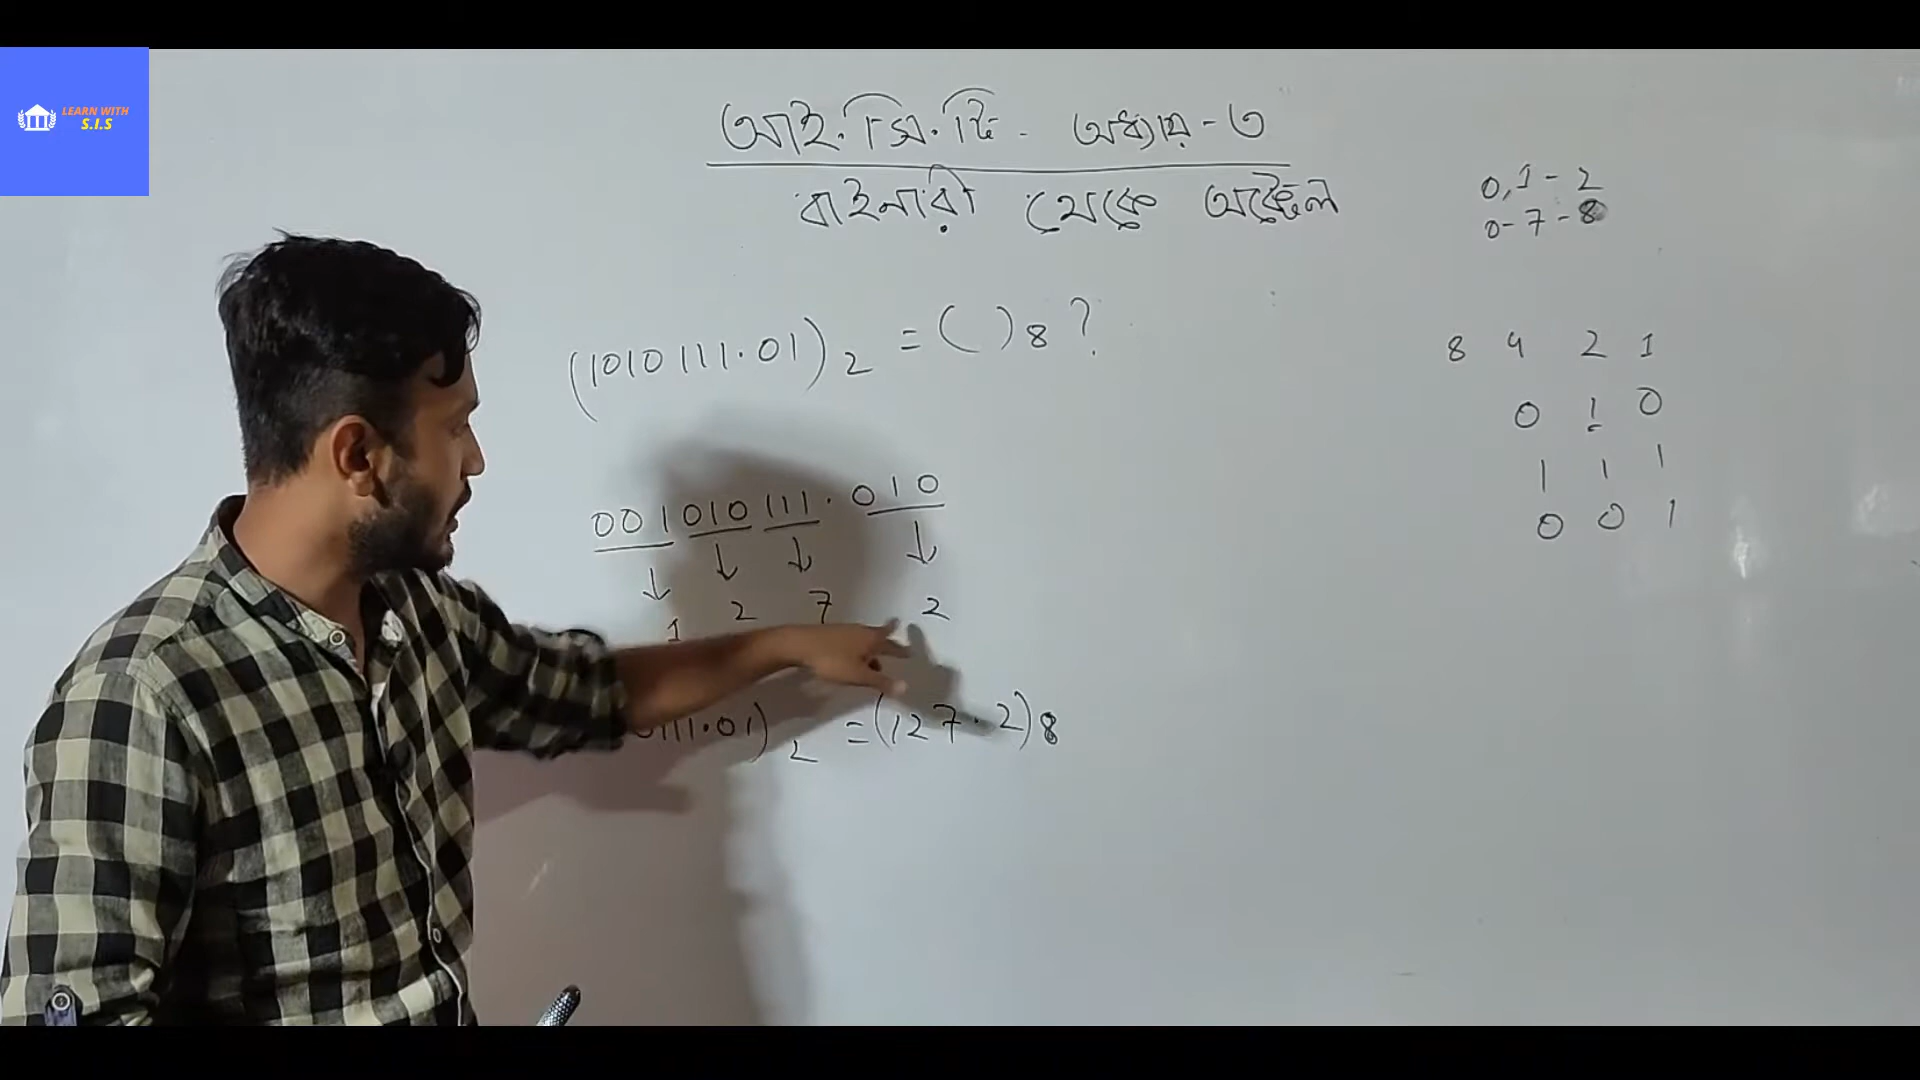 LEARN WITH
S.I.S
আই.সি.টি. অধ্যায়-৩
বাইনারী থেকে অক্টাল
0,1-2
0-7-8
(1010111.01)2 = ( )8 ?
8 4 2 1
0 1 0
1 1 1
0 0 1
001 010 111 . 010
↓ ↓ ↓ ↓
1 2 7 2
0111.01)2 = (127.2)8